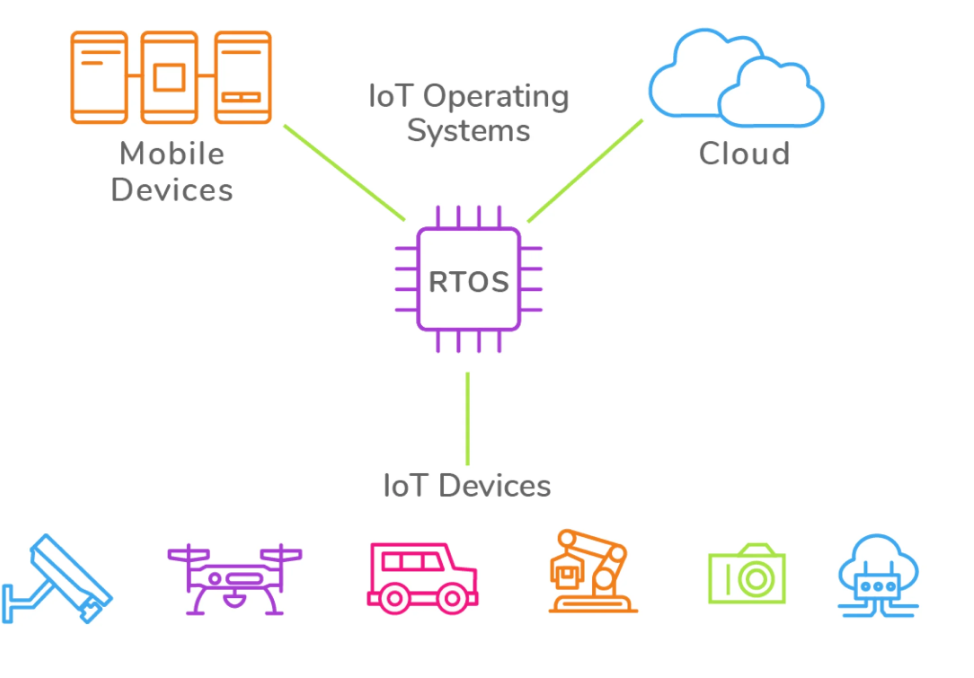 IoT Operating
Systems
Mobile
Devices
Cloud
RTOS
IoT Devices